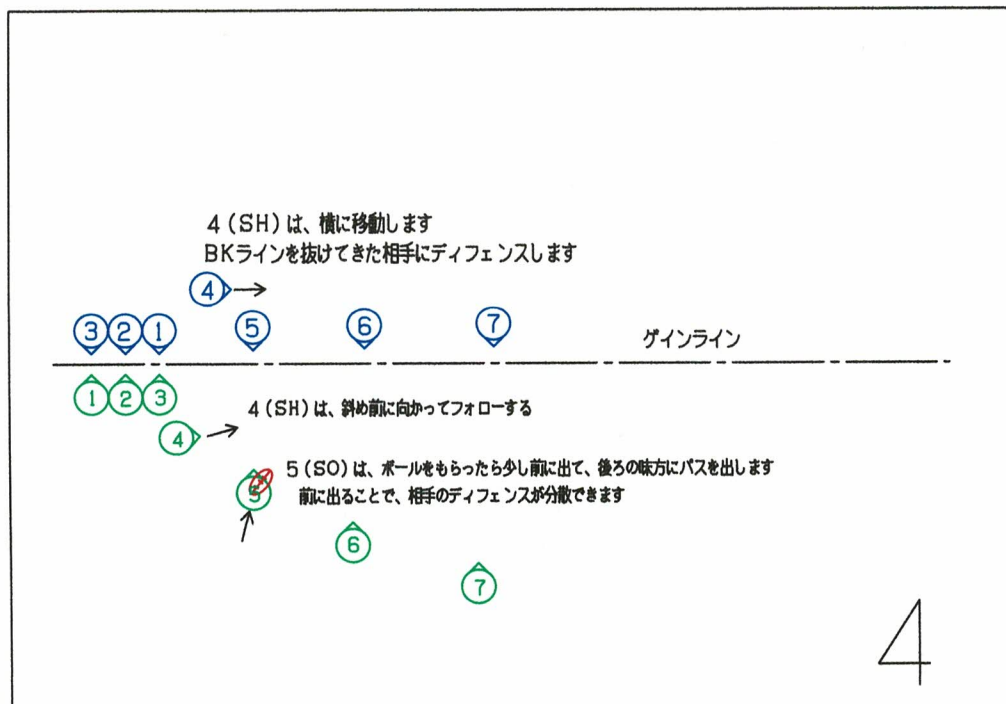 4(SH)は、横に移動します
BKラインを抜けてきた相手にディフェンスします
4
3 2 1 5 6 7
ゲインライン
1 2 3
4(SH)は、斜め前に向かってフォローする
4
5(SO)は、ボールをもらったら少し前に出て、後ろの味方にパスを出します
5
前に出ることで、相手のディフェンスが分散できます
6
7
4